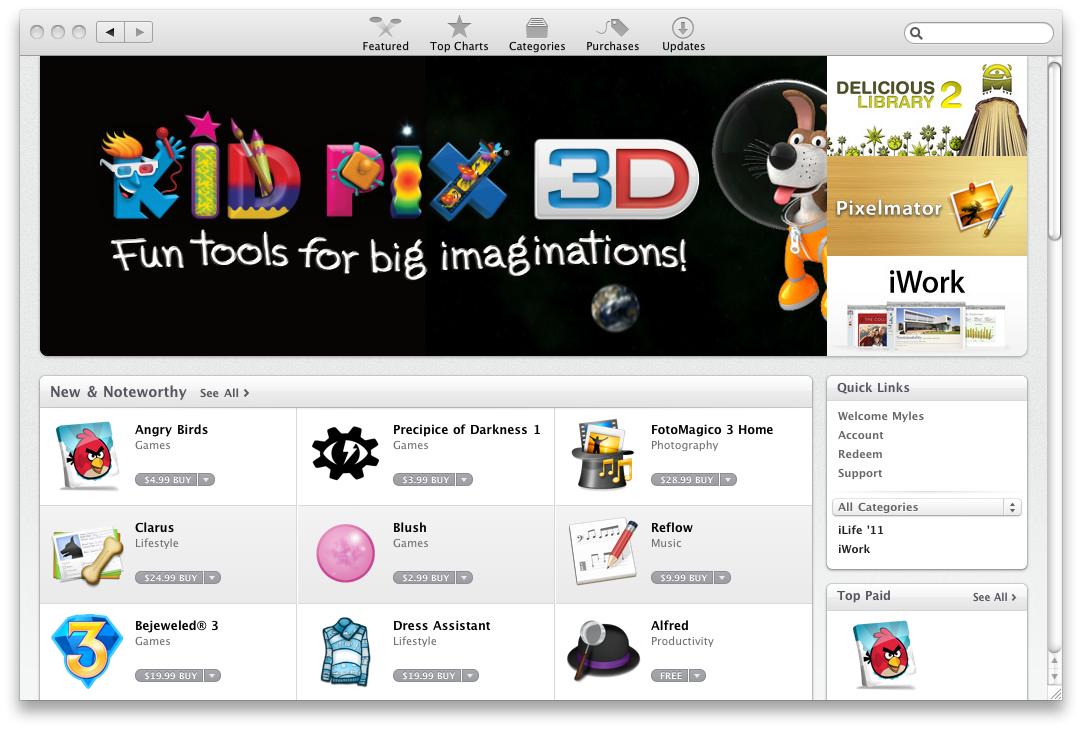 Featured
Top Charts
Categories
Purchases
Updates
KID PIX 3D
Fun tools for big imaginations!
DELICIOUS
LIBRARY 2
Pixelmator
iWork
New & Noteworthy See All >
Angry Birds
Games
$4.99 BUY
Precipice of Darkness 1
Games
$3.99 BUY
FotoMagico 3 Home
Photography
$28.99 BUY
Clarus
Lifestyle
$24.99 BUY
Blush
Games
$2.99 BUY
Reflow
Music
$9.99 BUY
3
Bejeweled® 3
Games
$19.99 BUY
Dress Assistant
Lifestyle
$19.99 BUY
Alfred
Productivity
FREE
Quick Links
Welcome Myles
Account
Redeem
Support
All Categories
iLife '11
iWork
Top Paid See All >